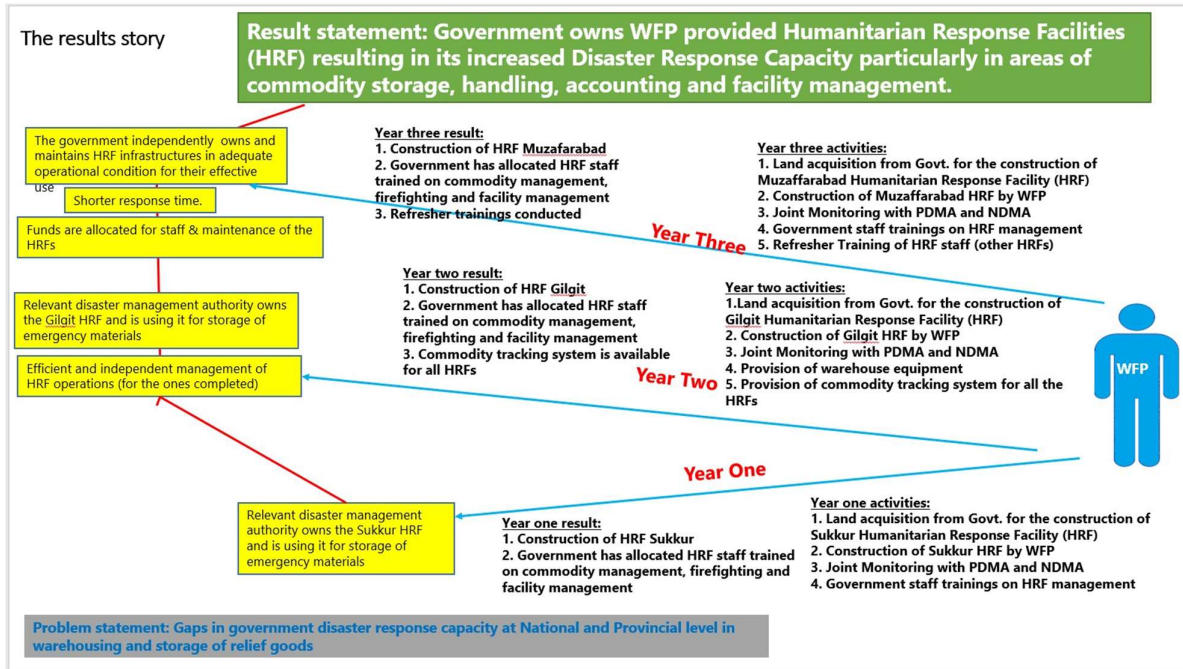 The results story
Result statement: Government owns WFP provided Humanitarian Response Facilities
(HRF) resulting in its increased Disaster Response Capacity particularly in areas of
commodity storage, handling, accounting and facility management.
The government independently owns and
maintains HRF infrastructures in adequate
operational condition for their effective
use
Shorter response time.
Funds are allocated for staff & maintenance of the
HRFs
Relevant disaster management authority owns
the Gilgit HRF and is using it for storage of
emergency materials
Efficient and independent management of
HRF operations (for the ones completed)
Relevant disaster management
authority owns the Sukkur HRF
and is using it for storage of
emergency materials
Year three result:
1. Construction of HRF Muzafarabad
2. Government has allocated HRF staff
trained on commodity management,
firefighting and facility management
3. Refresher trainings conducted
Year Three
Year three activities:
1. Land acquisition from Govt. for the construction of
Muzaffarabad Humanitarian Response Facility (HRF)
2. Construction of Muzaffarabad HRF by WFP
3. Joint Monitoring with PDMA and NDMA
4. Government staff trainings on HRF management
5. Refresher Training of HRF staff (other HRFs)
Year two result:
1. Construction of HRF Gilgit
2. Government has allocated HRF staff
trained on commodity management,
firefighting and facility management
3. Commodity tracking system is available
for all HRFs
Year Two
Year two activities:
1.Land acquisition from Govt. for the construction of
Gilgit Humanitarian Response Facility (HRF)
2. Construction of Gilgit HRF by WFP
3. Joint Monitoring with PDMA and NDMA
4. Provision of warehouse equipment
5. Provision of commodity tracking system for all the
HRFs
WFP
Year One
Year one result:
1. Construction of HRF Sukkur
2. Government has allocated HRF staff trained
on commodity management, firefighting and
facility management
Year one activities:
1. Land acquisition from Govt. for the construction of
Sukkur Humanitarian Response Facility (HRF)
2. Construction of Sukkur HRF by WFP
3. Joint Monitoring with PDMA and NDMA
4. Government staff trainings on HRF management
Problem statement: Gaps in government disaster response capacity at National and Provincial level in
warehousing and storage of relief goods